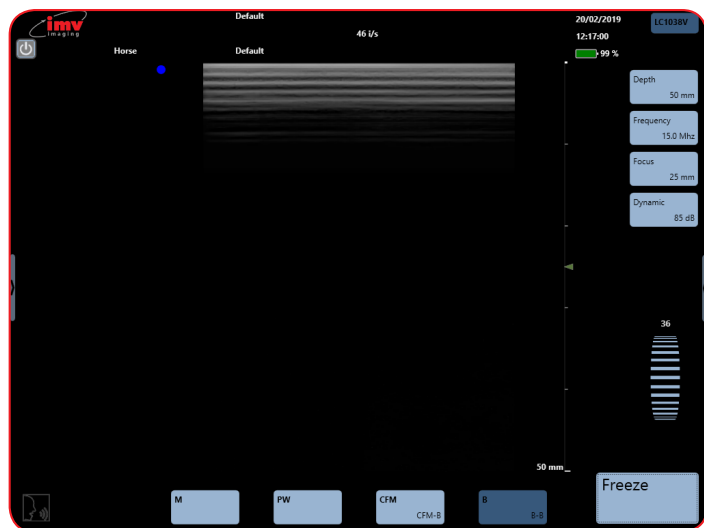 imv
imaging
Default
46 i/s
20/02/2019
12:17:00
99 %
LC1038V
Horse
Default
Depth
50 mm
Frequency
15.0 Mhz
Focus
25 mm
Dynamic
85 dB
36
50 mm
Freeze
M
PW
CFM
CFM-B
B
B-B